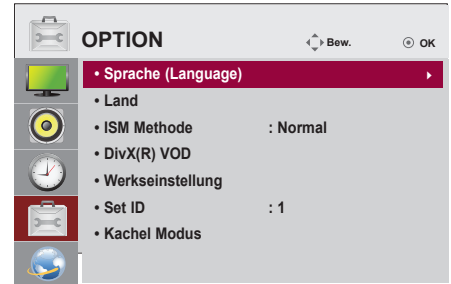 OPTION Bew. OK
• Sprache (Language)
• Land
• ISM Methode : Normal
• DivX(R) VOD
• Werkseinstellung
• Set ID : 1
• Kachel Modus